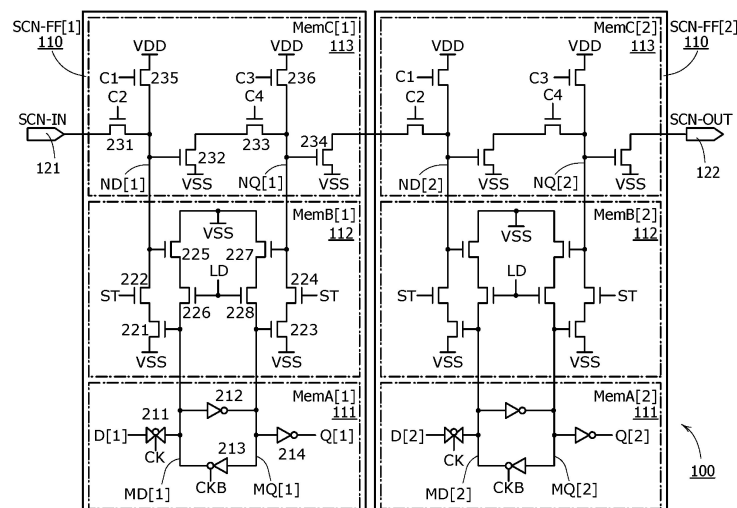 SCN-FF[1]
110
MemC[1]
113
MemC[2]
113
SCN-FF[2]
110
VDD
VDD
VDD
VDD
C1
235
C3
236
C1
C3
C2
C4
C2
C4
SCN-IN
SCN-OUT
121
231
232
233
234
122
ND[1]
VSS
NQ[1]
VSS
ND[2]
VSS
NQ[2]
VSS
MemB[1]
112
MemB[2]
112
VSS
VSS
225
227
222
LD
224
LD
ST
226
228
ST
ST
ST
221
223
VSS
VSS
VSS
VSS
MemA[1]
111
MemA[2]
111
212
211
D[1]
Q[1]
D[2]
Q[2]
CK
213
214
CK
CKB
CKB
MD[1]
MQ[1]
MD[2]
MQ[2]
100